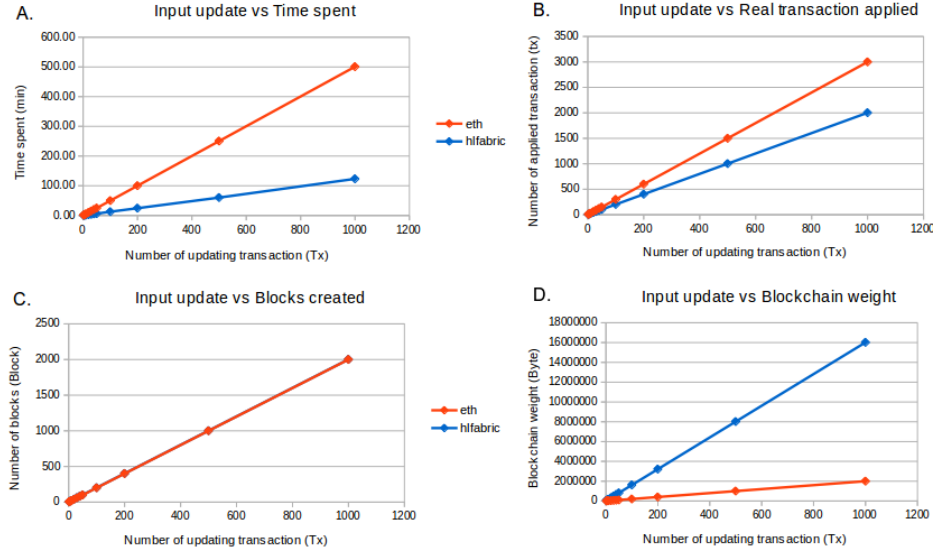 A.
Input update vs Time spent
600.00
500.00
400.00
300.00
200.00
100.00
0.00
Time spent (min)
0 200 400 600 800 1000 1200
Number of updating transaction (Tx)
eth
hlfabric
B.
Input update vs Real transaction applied
3500
3000
2500
2000
1500
1000
500
0
Number of applied transaction (tx)
0 200 400 600 800 1000 1200
Number of updating transaction (Tx)
C.
Input update vs Blocks created
2500
2000
1500
1000
500
0
Number of blocks (Block)
0 200 400 600 800 1000 1200
Number of updating transaction (Tx)
eth
hlfabric
D.
Input update vs Blockchain weight
18000000
16000000
14000000
12000000
10000000
8000000
6000000
4000000
2000000
0
Blockchain weight (Byte)
0 200 400 600 800 1000 1200
Number of updating transaction (Tx)